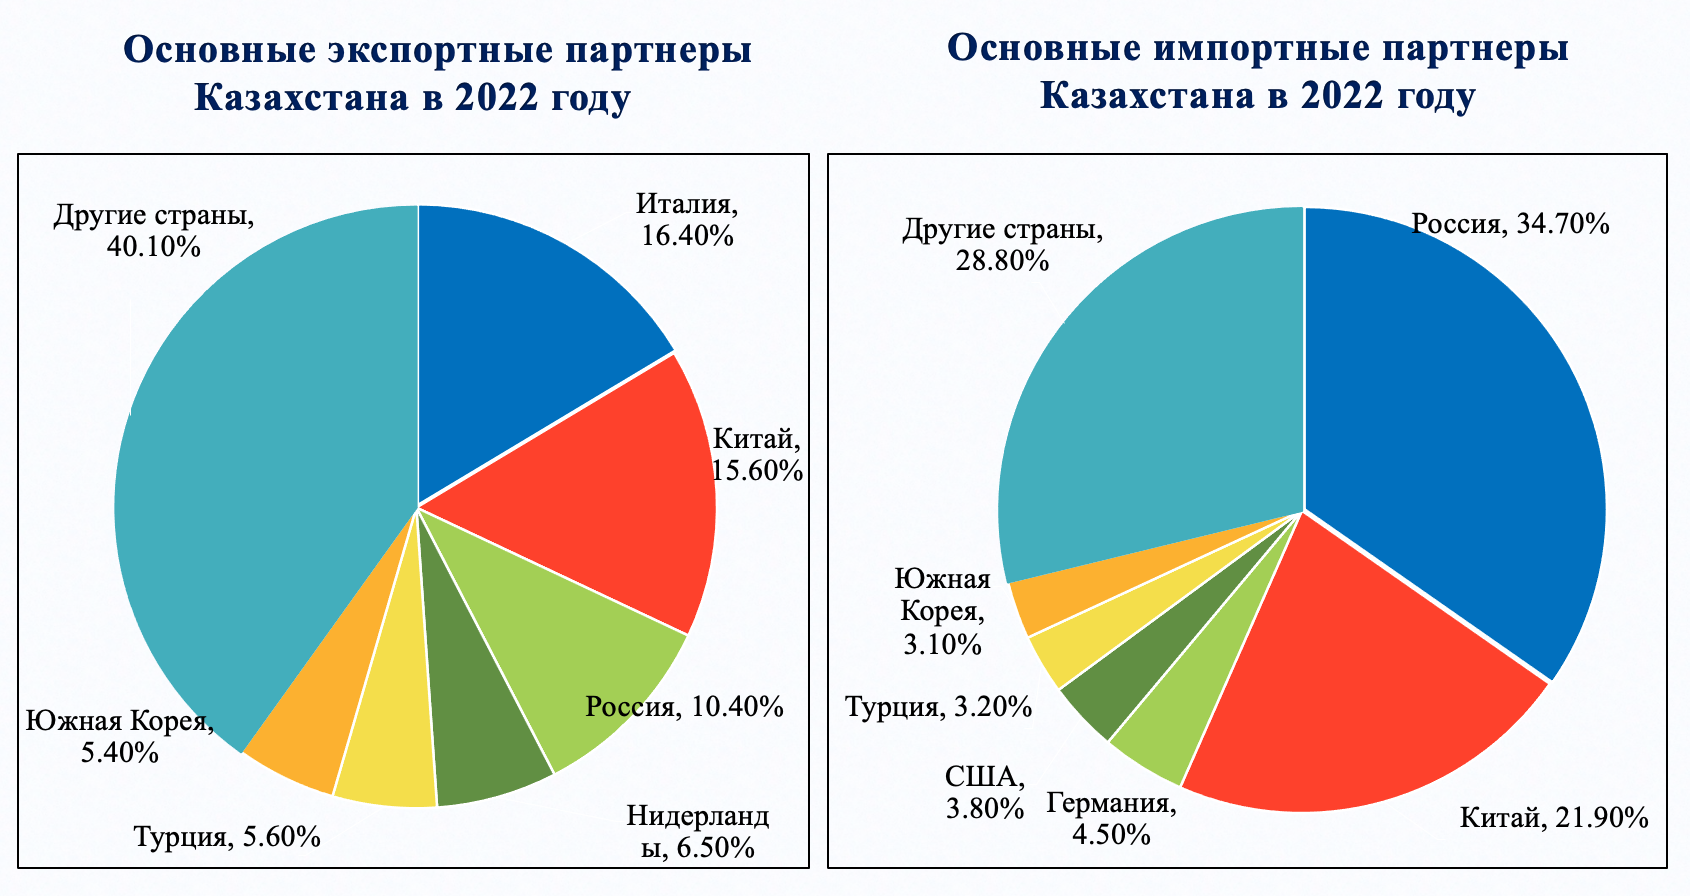 Основные экспортные партнеры
Казахстана в 2022 году
Другие страны,
40.10%
Италия,
16.40%
Китай,
15.60%
Россия, 10.40%
Нидерланд
ы, 6.50%
Турция, 5.60%
Южная Корея,
5.40%
Основные импортные партнеры
Казахстана в 2022 году
Другие страны,
28.80%
Россия, 34.70%
Китай, 21.90%
Германия,
4.50%
США,
3.80%
Турция, 3.20%
Южная
Корея,
3.10%